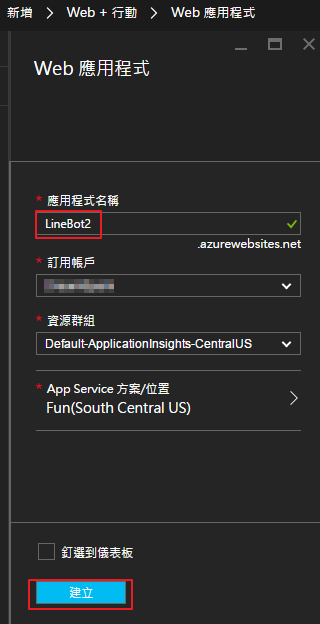 新增 > Web + 行動 > Web 應用程式
Web 應用程式
* 應用程式名稱
LineBot2
.azurewebsites.net
* 訂用帳戶
* 資源群組
Default-ApplicationInsights-CentralUS
* App Service 方案/位置
Fun(South Central US)
釘選到儀表板
建立